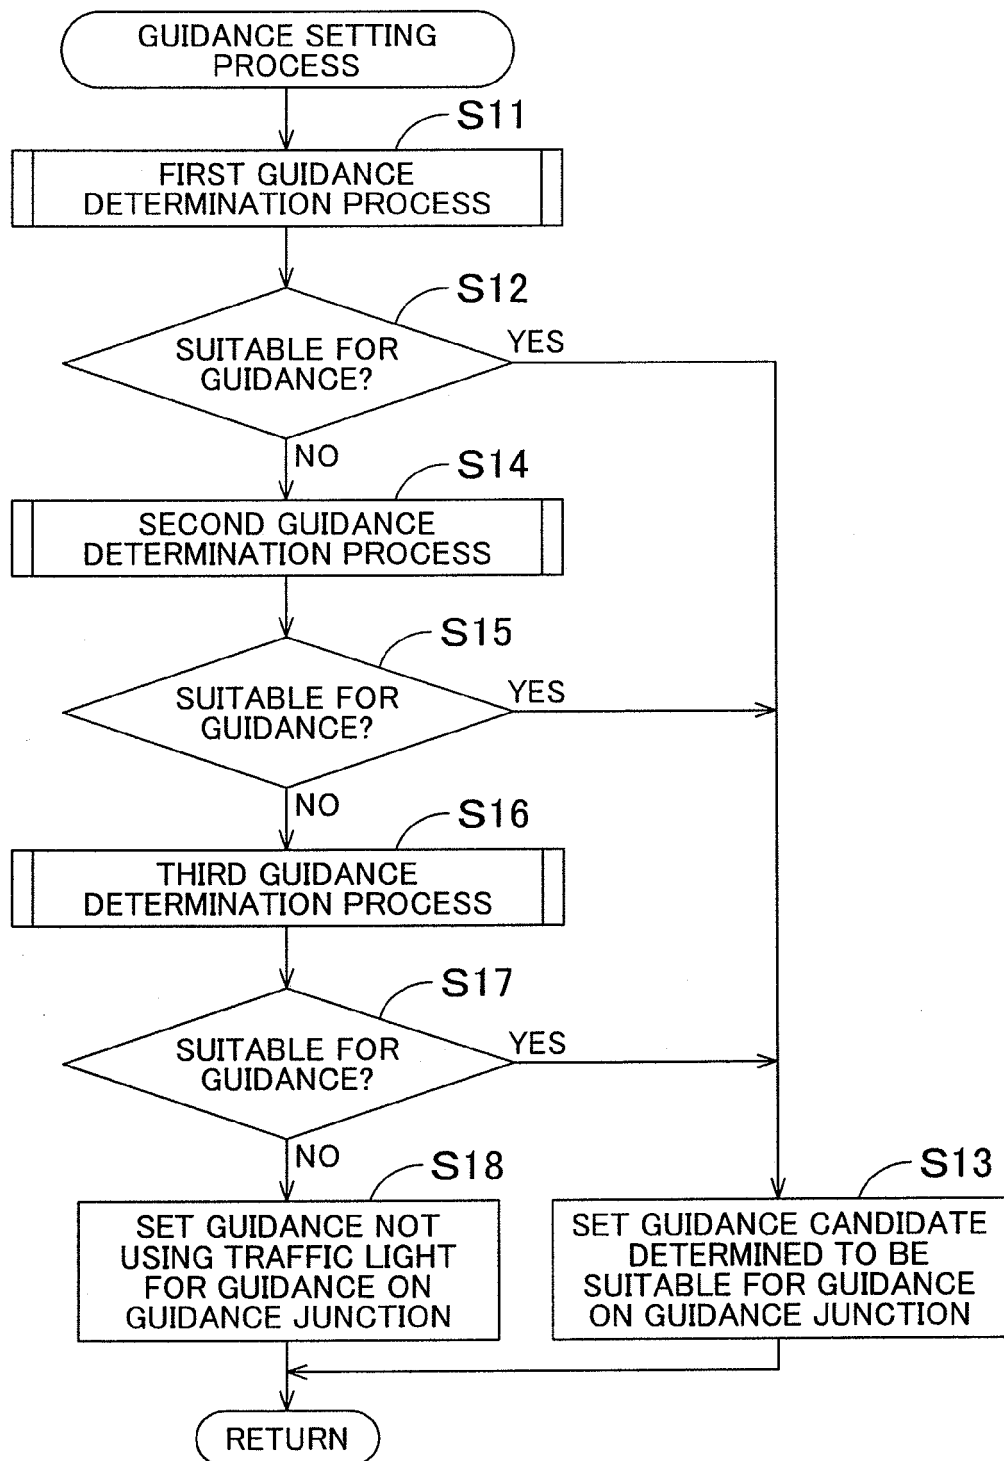 GUIDANCE SETTING
PROCESS
S11
FIRST GUIDANCE
DETERMINATION PROCESS
S12
SUITABLE FOR
GUIDANCE?
YES
NO
S14
SECOND GUIDANCE
DETERMINATION PROCESS
S15
SUITABLE FOR
GUIDANCE?
YES
NO
S16
THIRD GUIDANCE
DETERMINATION PROCESS
S17
SUITABLE FOR
GUIDANCE?
YES
NO
S18
SET GUIDANCE NOT
USING TRAFFIC LIGHT
FOR GUIDANCE ON
GUIDANCE JUNCTION
S13
SET GUIDANCE CANDIDATE
DETERMINED TO BE
SUITABLE FOR GUIDANCE
ON GUIDANCE JUNCTION
RETURN